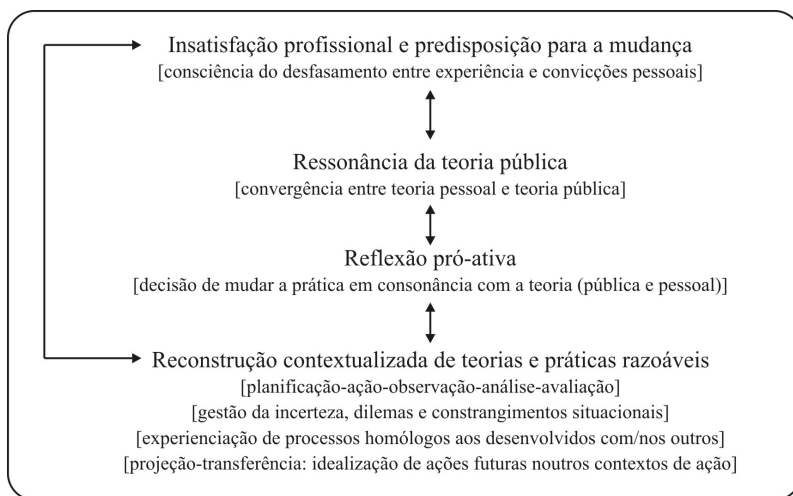 Insatisfação profissional e predisposição para a mudança
[consciência do desfasamento entre experiência e convicções pessoais]
Ressonância da teoria pública
[convergência entre teoria pessoal e teoria pública]
Reflexão pró-ativa
[decisão de mudar a prática em consonância com a teoria (pública e pessoal)]
Reconstrução contextualizada de teorias e práticas razoáveis
[planificação-ação-observação-análise-avaliação]
[gestão da incerteza, dilemas e constrangimentos situacionais]
[experienciação de processos homólogos aos desenvolvidos com/nos outros]
[projeção-transferência: idealização de ações futuras noutros contextos de ação]